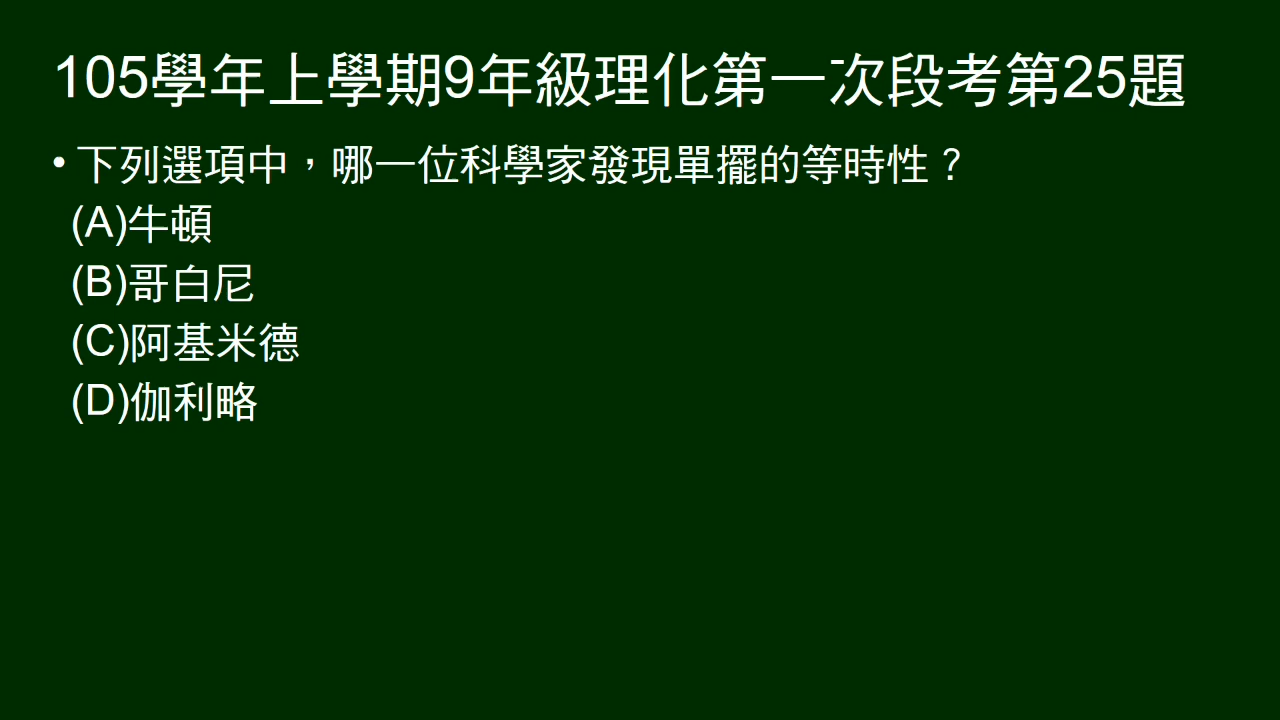 105學年上學期9年級理化第一次段考第25題
•下列選項中，哪一位科學家發現單擺的等時性？
(A)牛頓
(B)哥白尼
(C)阿基米德
(D)伽利略